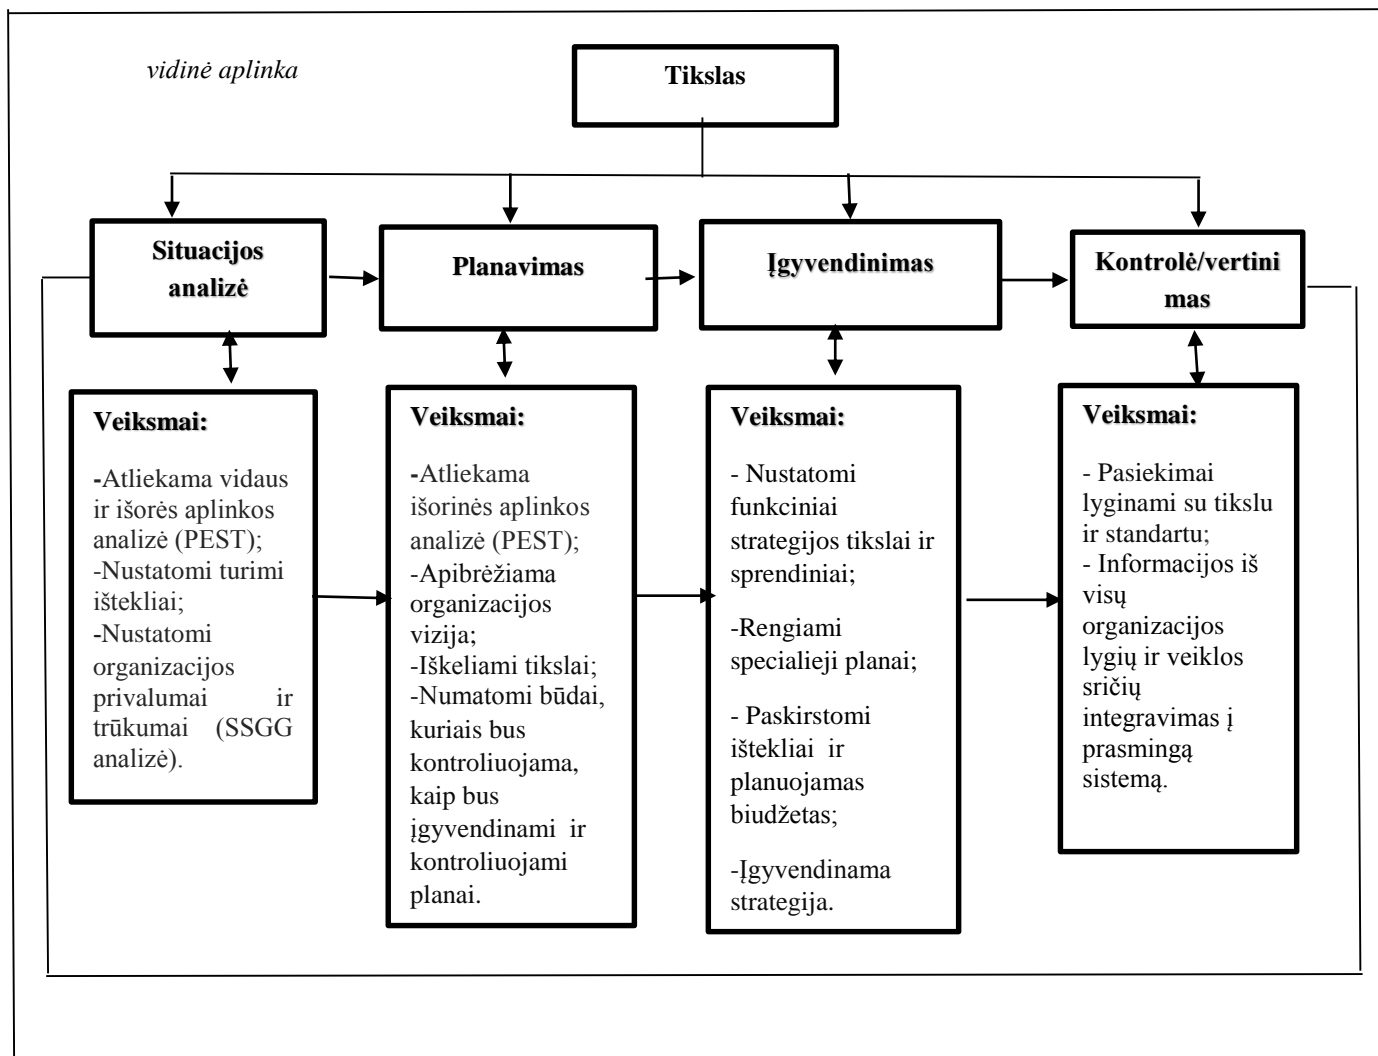 vidinė aplinka
Tikslas
Situacijos
analizė
Planavimas
Įgyvendinimas
Kontrolė/vertini
mas
Veiksmai:
-Atliekama vidaus
ir išorės aplinkos
analizė (PEST);
-Nustatomi turimi
ištekliai;
-Nustatomi
organizacijos
privalumai ir
trūkumai (SSGG
analizė).
Veiksmai:
-Atliekama
išorinės aplinkos
analizė (PEST);
-Apibrėžiama
organizacijos
vizija;
-Iškeliami tikslai;
-Numatomi būdai,
kuriais bus
kontroliuojama,
kaip bus
įgyvendinami ir
kontroliuojami
planai.
Veiksmai:
- Nustatomi
funkciniai
strategijos tikslai ir
sprendiniai;
-Rengiami
specialieji planai;
- Paskirstomi
ištekliai ir
planuojamas
biudžetas;
-Įgyvendinama
strategija.
Veiksmai:
- Pasiekimai
lyginami su tikslu
ir standartu;
- Informacijos iš
visų
organizacijos
lygių ir veiklos
sričių
integravimas į
prasmingą
sistemą.